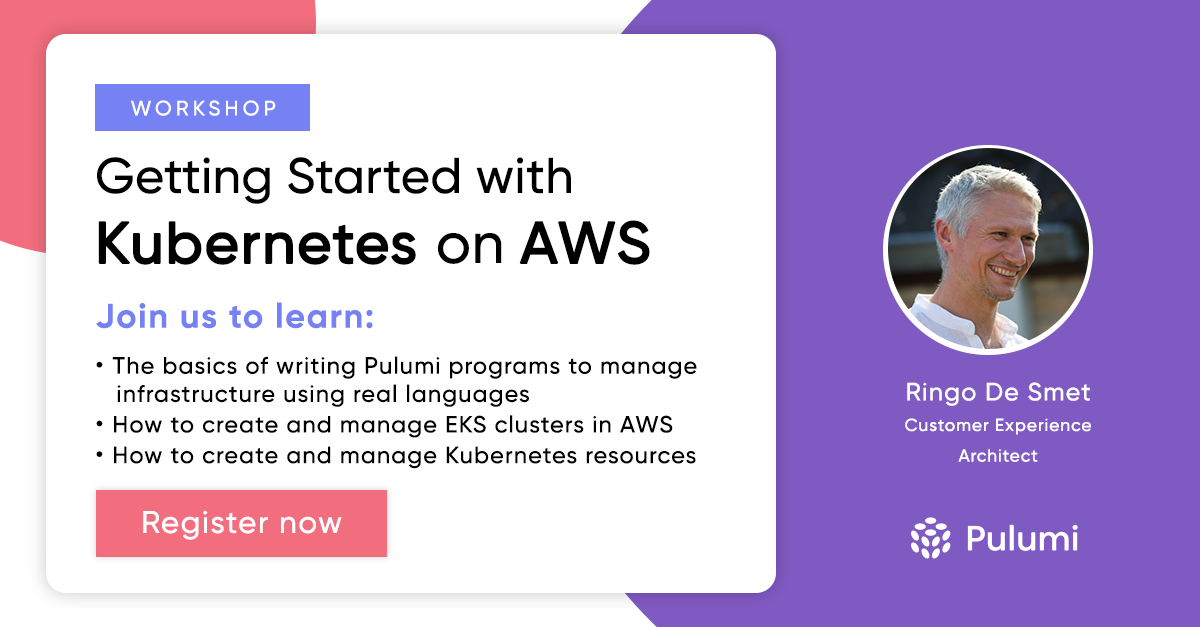 WORKSHOP
Getting Started with
Kubernetes on AWS
Join us to learn:
• The basics of writing Pulumi programs to manage
infrastructure using real languages
• How to create and manage EKS clusters in AWS
• How to create and manage Kubernetes resources
Register now
Ringo De Smet
Customer Experience
Architect
Pulumi